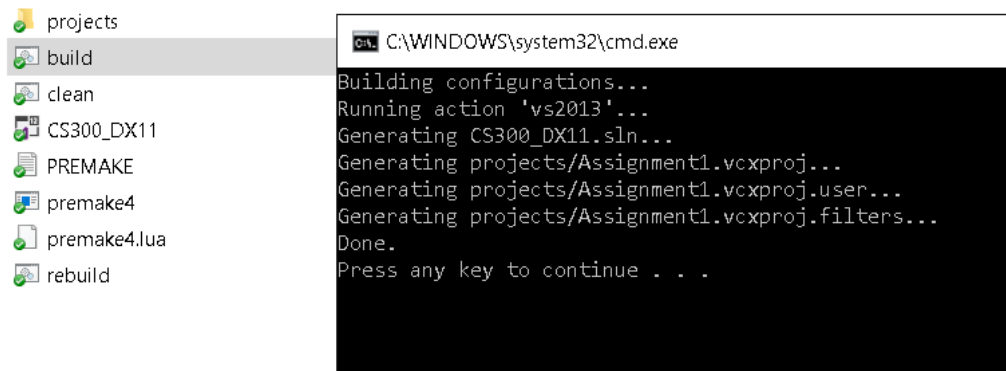 projects
build
clean
CS300_DX11
PREMAKE
premake4
premake4.lua
rebuild
C:\WINDOWS\system32\cmd.exe
Building configurations...
Running action 'vs2013'...
Generating CS300_DX11.sln...
Generating projects/Assignment1.vcxproj...
Generating projects/Assignment1.vcxproj.user...
Generating projects/Assignment1.vcxproj.filters...
Done.
Press any key to continue . . .